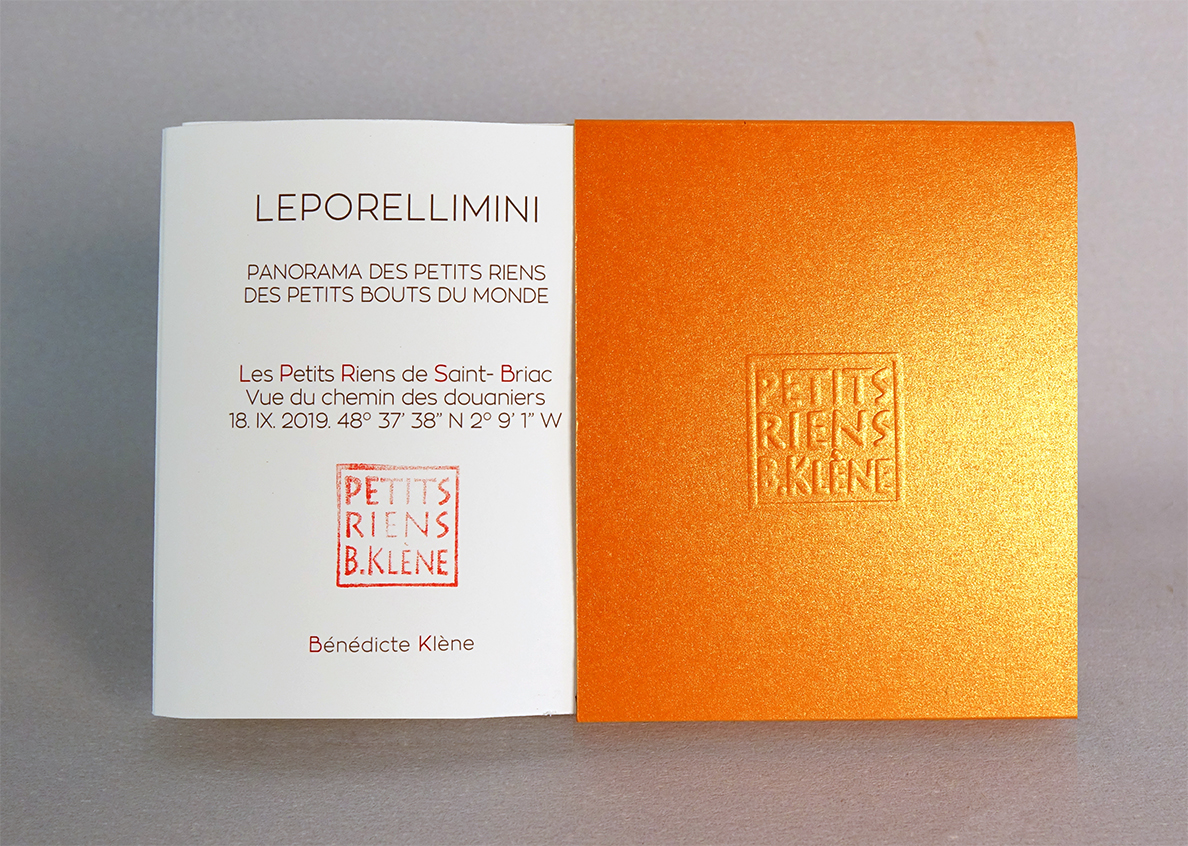 LEPORELLIMINI
PANORAMA DES PETITS RIENS
DES PETITS BOUTS DU MONDE
Les Petits Riens de Saint- Briac
Vue du chemin des douaniers
18. IX. 2019. 48° 37' 38" N 2° 9' 1" W
PETITS
RIENS
B.KLÈNE
Bénédicte Klène
PETITS
RIENS
B.KLÈNE